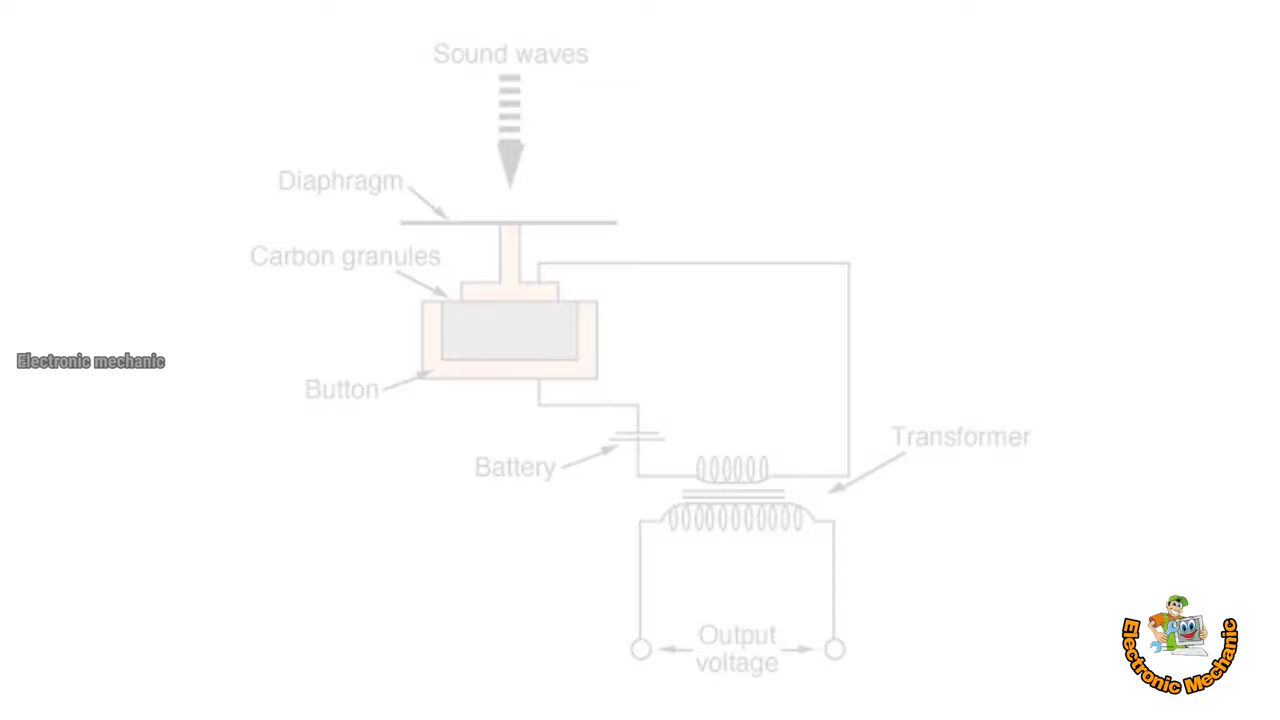 Sound waves
Diaphragm
Carbon granules
Electronic mechanic
Button
Battery
Transformer
Output
voltage
Electronic Mechanic